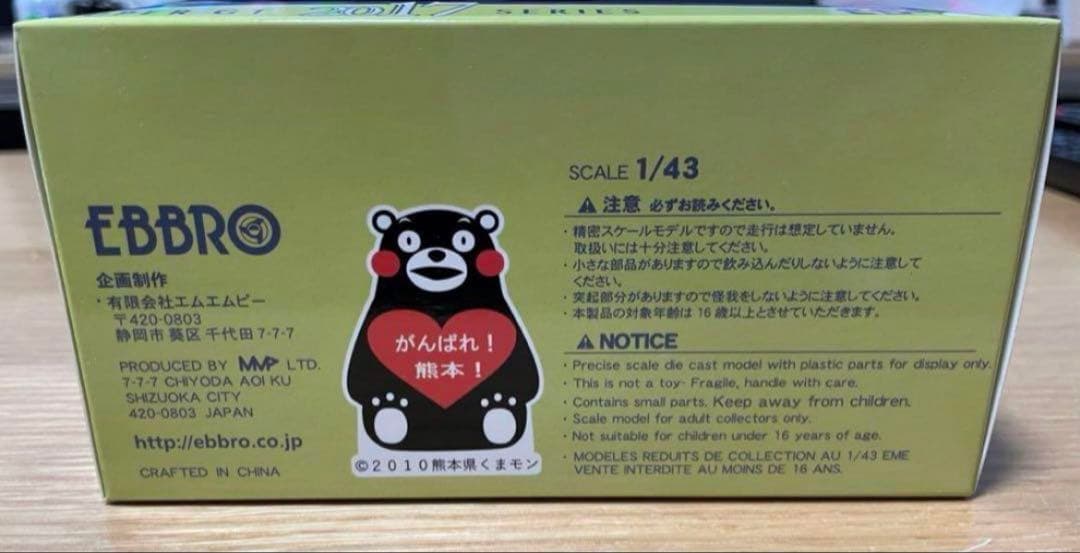 2017 SERIES
EBBRO
企画制作
・有限会社エムエムピー
〒420-0803
静岡市 葵区 千代田 7-7-7
PRODUCED BY MMP LTD.
7-7-7 CHIYODA AOI KU
SHIZUOKA CITY
420-0803 JAPAN
http://ebbro.co.jp
CRAFTED IN CHINA
がんばれ!
熊本!
©2010熊本県くまモン
SCALE 1/43
注意 必ずお読みください。
・精密スケールモデルですので走行は想定していません。
取扱いには十分注意してください。
・小さな部品がありますので飲み込んだりしないように注意して
ください。
・突起部分がありますので怪我をしないように注意してください。
・本製品の対象年齢は 16 歳以上とさせていただきます。
NOTICE
・Precise scale die cast model with plastic parts for display only.
・This is not a toy- Fragile, handle with care.
・Contains small parts. Keep away from children.
・Scale model for adult collectors only.
・Not suitable for children under 16 years of age.
・MODELES REDUITS DE COLLECTION AU 1/43 EME
VENTE INTERDITE AU MOINS DE 16 ANS.